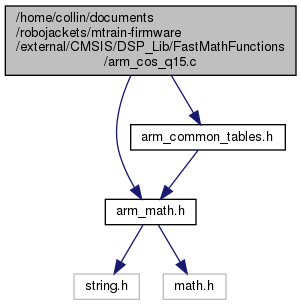 /home/collin/documents
/robojackets/mtrain-firmware
/external/CMSIS/DSP_Lib/FastMathFunctions
/arm_cos_q15.c
arm_common_tables.h
arm_math.h
string.h
math.h